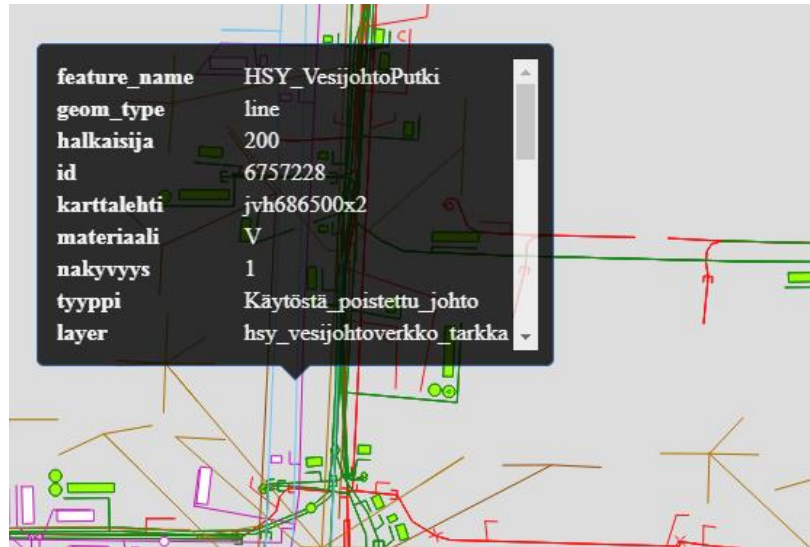 feature_name HSY_VesijohtoPutki
geom_type line
halkaisija 200
id 6757228
karttalehti jvh686500x2
materiaali V
nakyvyys 1
tyyppi Käytöstä_poistettu_johto
layer hsy_vesijohtoverkko_tarkka